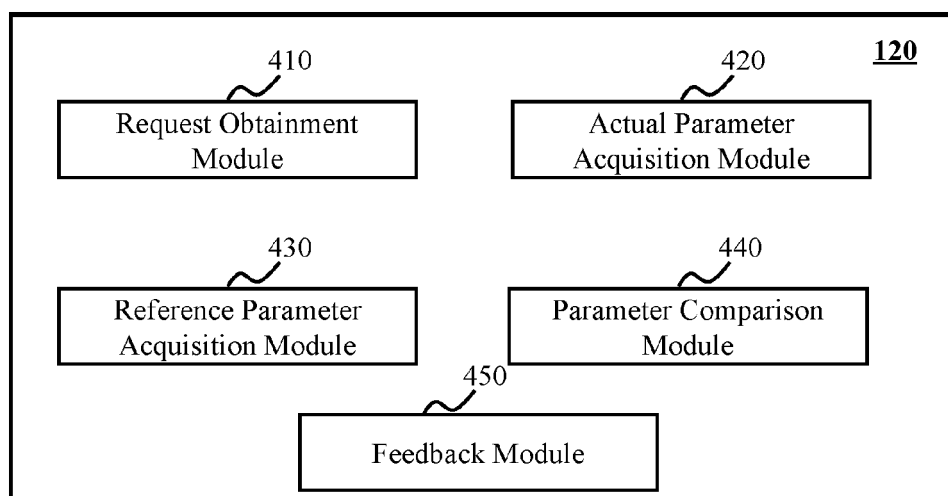 120
410
420
Request Obtainment
Module
Actual Parameter
Acquisition Module
430
440
Reference Parameter
Acquisition Module
Parameter Comparison
Module
450
Feedback Module